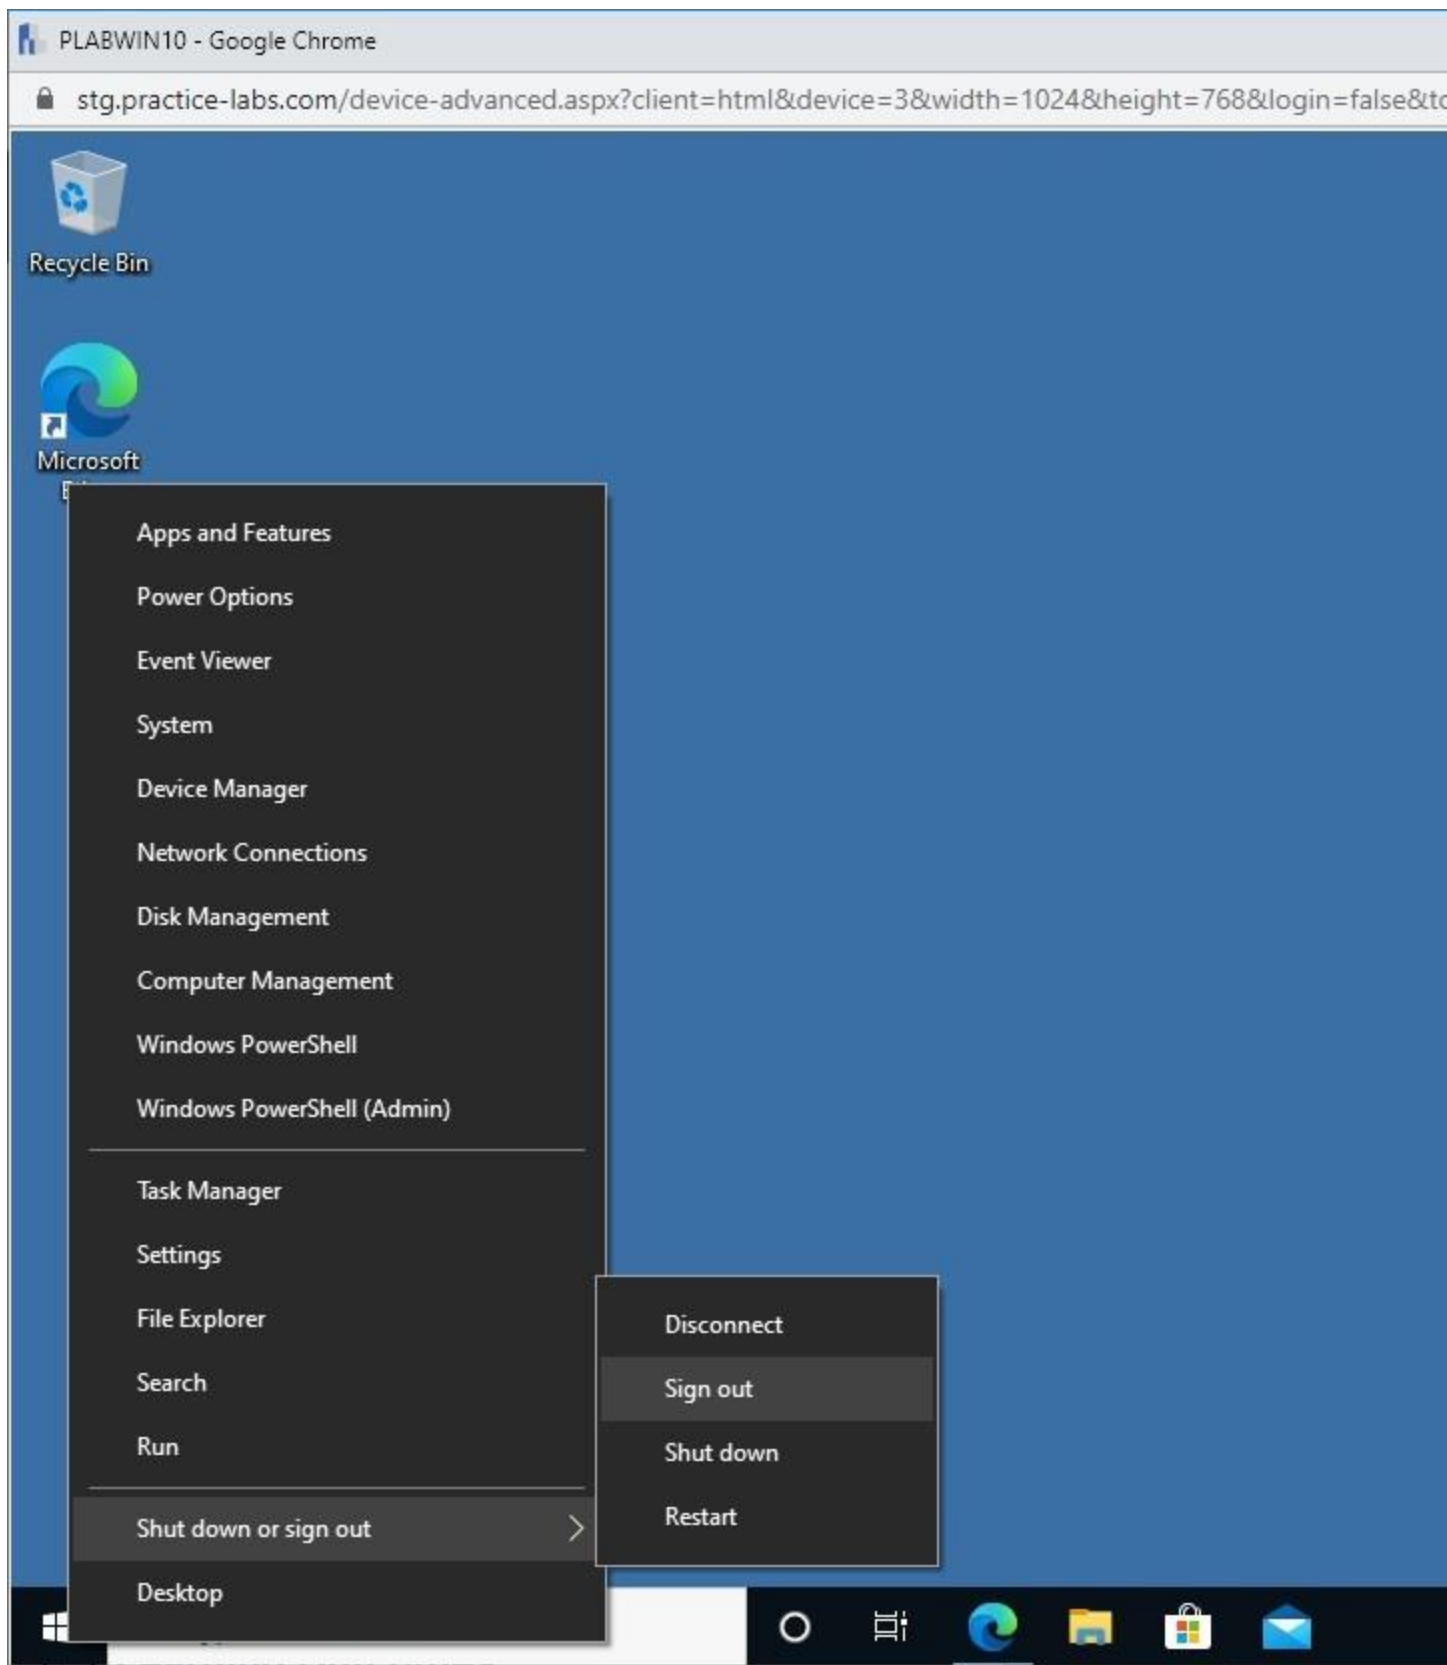 PLABWIN10 - Google Chrome
stg.practice-labs.com/device-advanced.aspx?client=html&device=3&width=1024&height=768&login=false&to
Recycle Bin
Microsoft
Apps and Features
Power Options
Event Viewer
System
Device Manager
Network Connections
Disk Management
Computer Management
Windows PowerShell
Windows PowerShell (Admin)
Task Manager
Settings
File Explorer
Search
Run
Shut down or sign out
Desktop
Disconnect
Sign out
Shut down
Restart